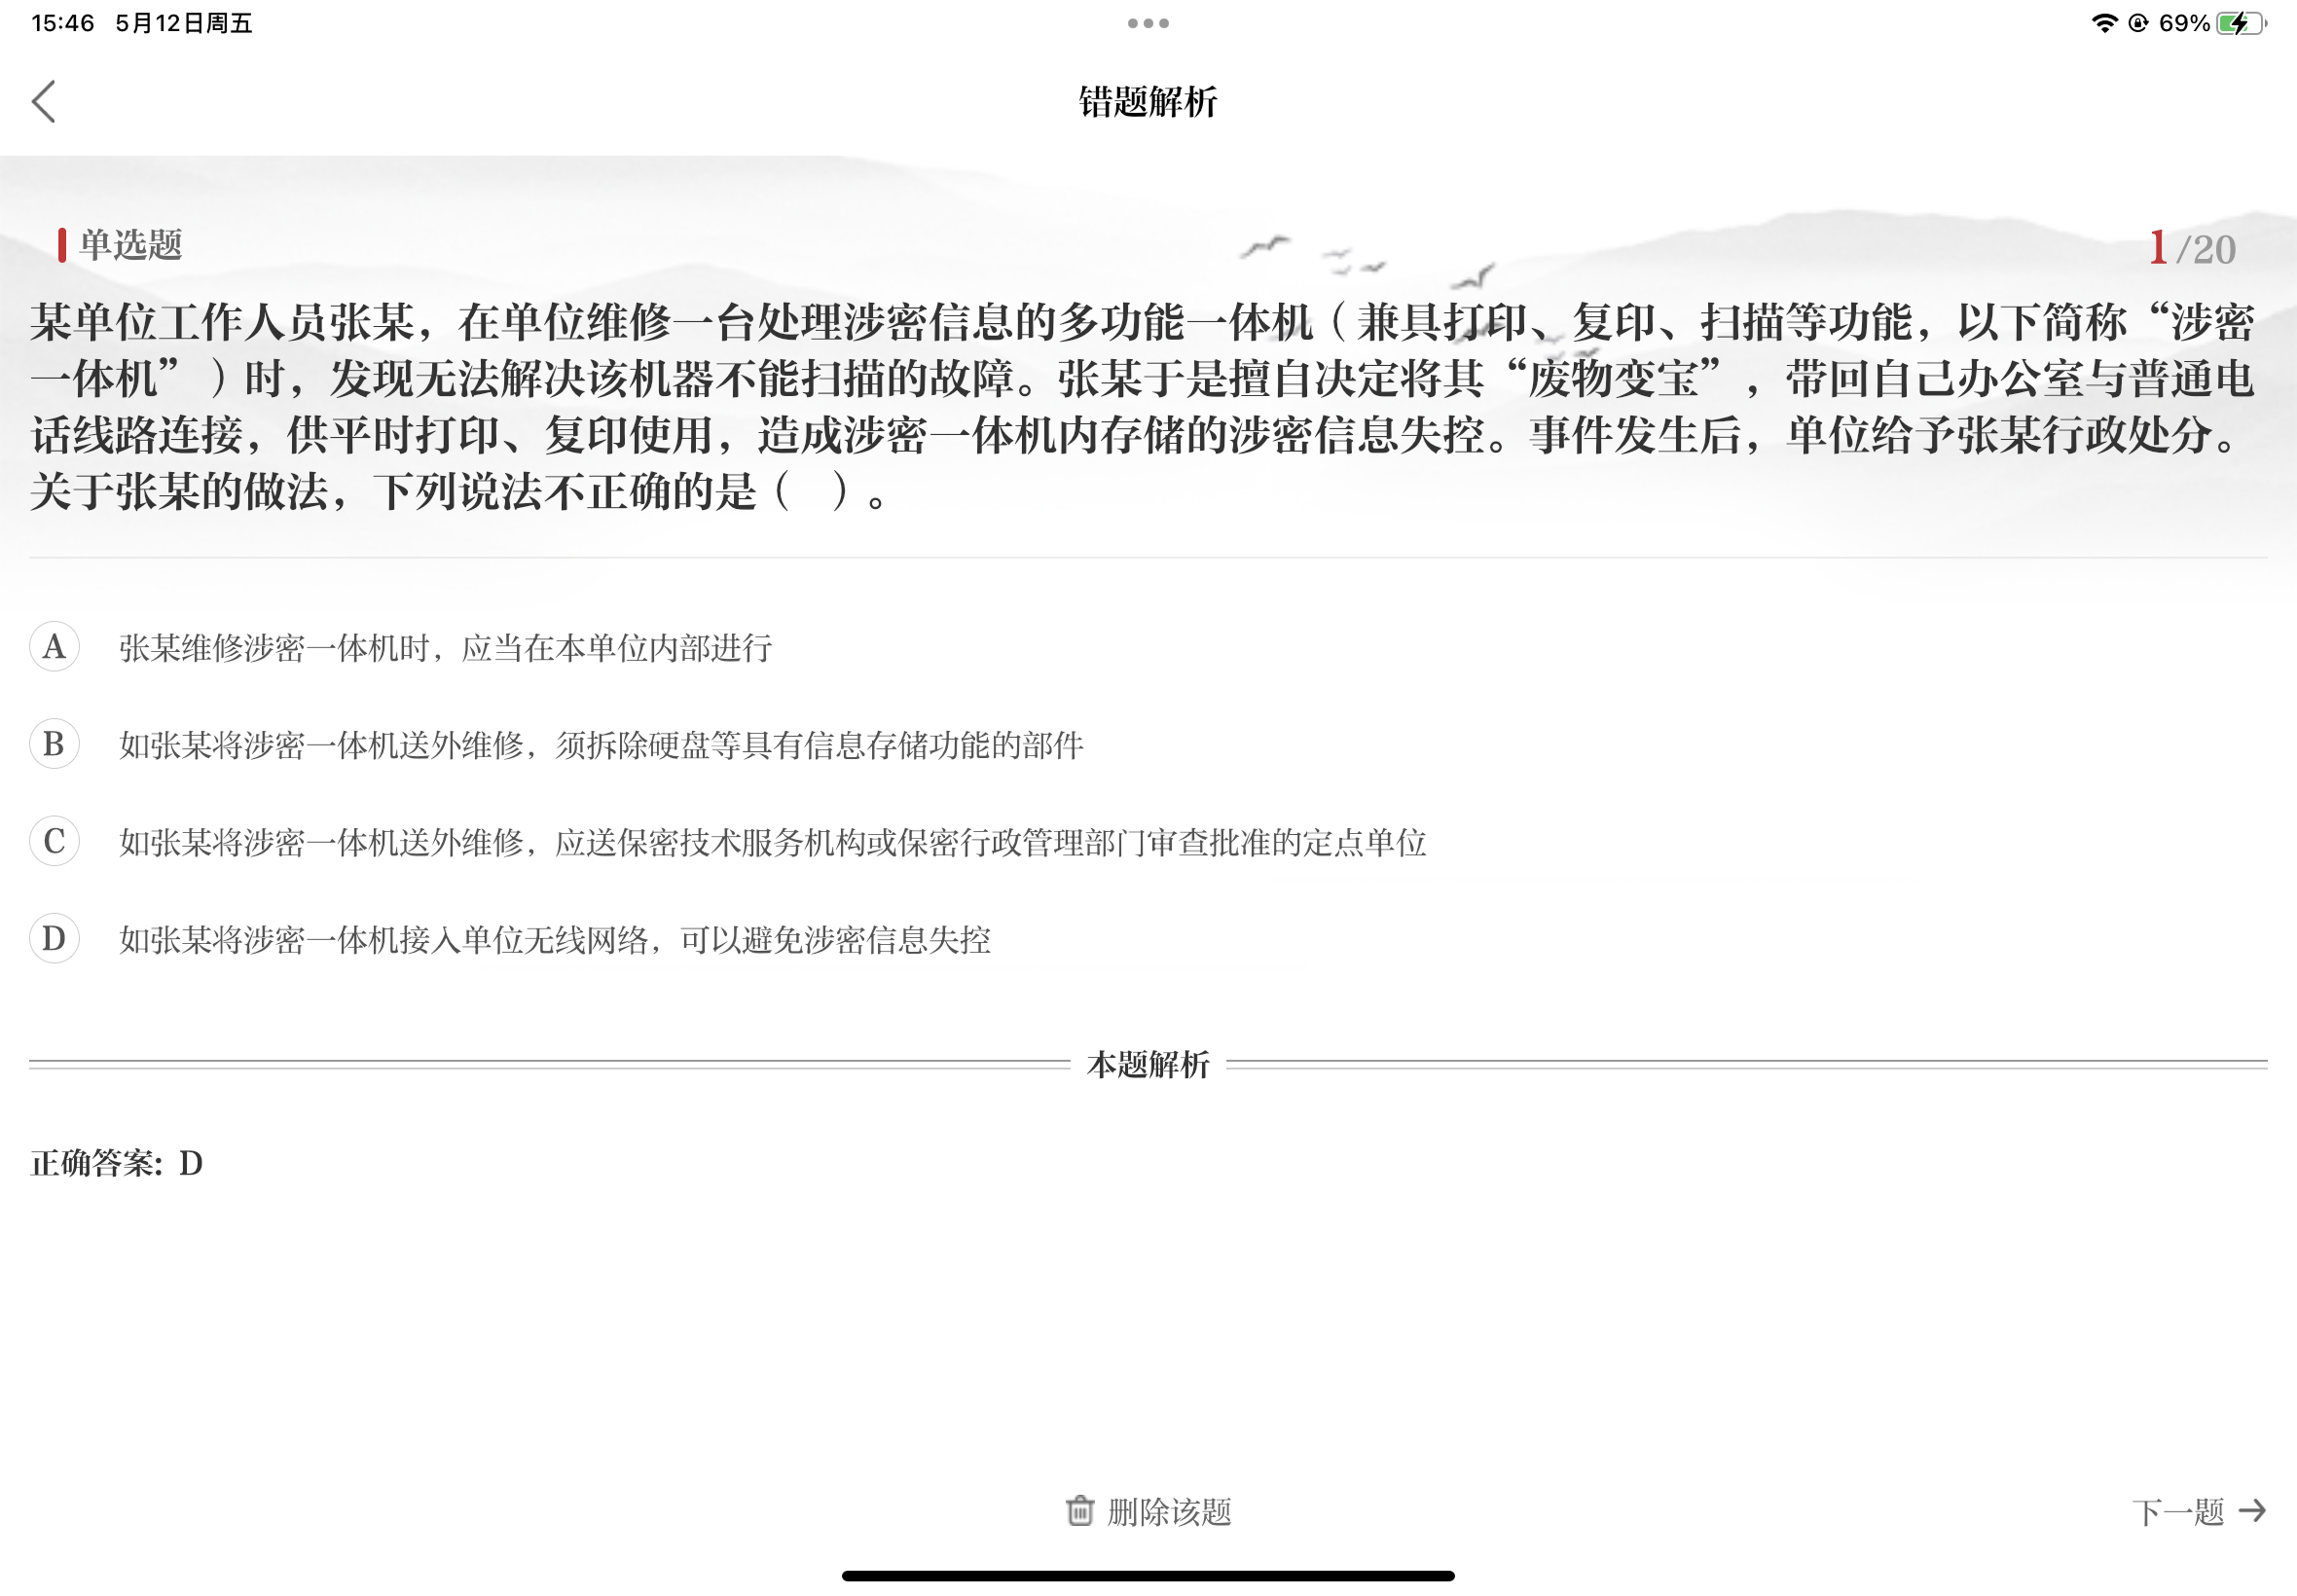 15:46 5月12日周五
69%
错题解析
单选题
1/20
某单位工作人员张某，在单位维修一台处理涉密信息的多功能一体机（兼具打印、复印、扫描等功能，以下简称“涉密
一体机”）时，发现无法解决该机器不能扫描的故障。张某于是擅自决定将其“废物变宝”，带回自己办公室与普通电
话线路连接，供平时打印、复印使用，造成涉密一体机内存储的涉密信息失控。事件发生后，单位给予张某行政处分。
关于张某的做法，下列说法不正确的是（ ）。
A 张某维修涉密一体机时，应当在本单位内部进行
B 如张某将涉密一体机送外维修，须拆除硬盘等具有信息存储功能的部件
C 如张某将涉密一体机送外维修，应送保密技术服务机构或保密行政管理部门审查批准的定点单位
D 如张某将涉密一体机接入单位无线网络，可以避免涉密信息失控
本题解析
正确答案: D
删除该题
下一题